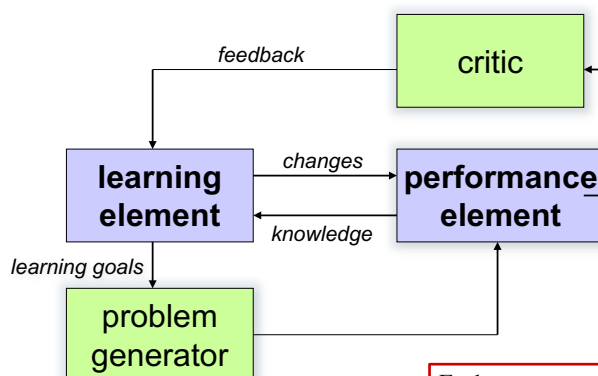 feedback
critic
learning
element
changes
performance
element
knowledge
learning goals
problem
generator